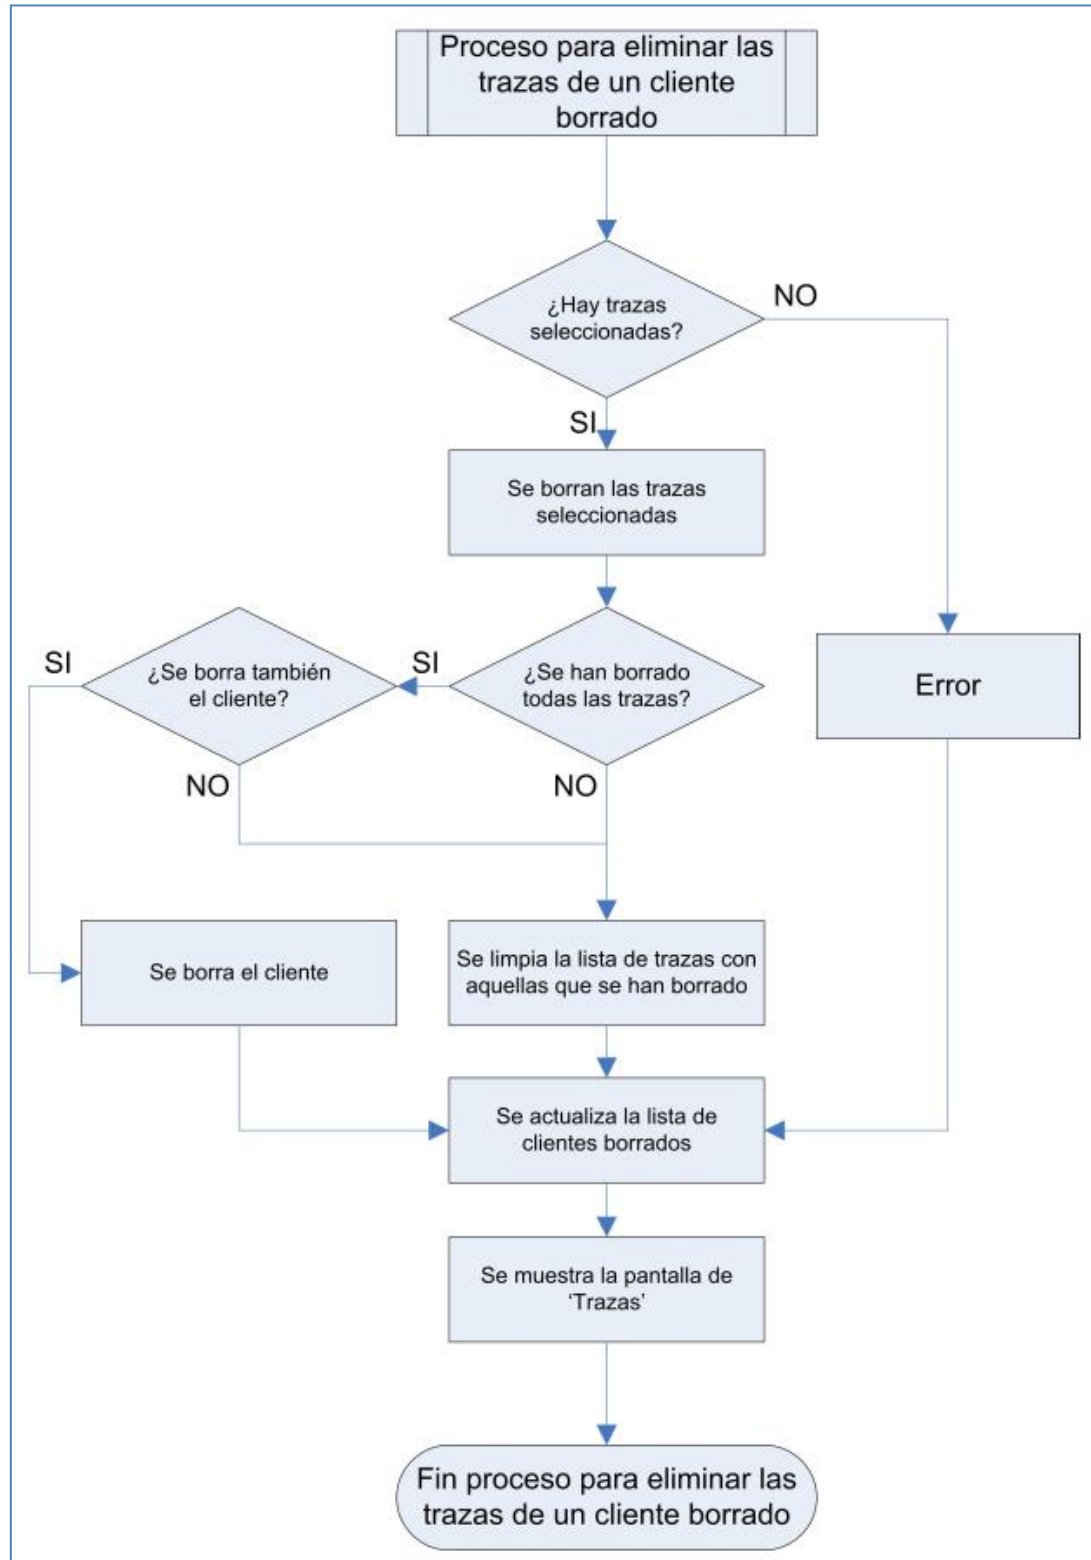 Proceso para eliminar las
trazas de un cliente
borrado
¿Hay trazas
seleccionadas?
NO
SI
Se borran las trazas
seleccionadas
SI
¿Se borra también
el cliente?
SI
¿Se han borrado
todas las trazas?
Error
NO
NO
Se borra el cliente
Se limpia la lista de trazas con
aquellas que se han borrado
Se actualiza la lista de
clientes borrados
Se muestra la pantalla de
‘Trazas’
Fin proceso para eliminar las
trazas de un cliente borrado